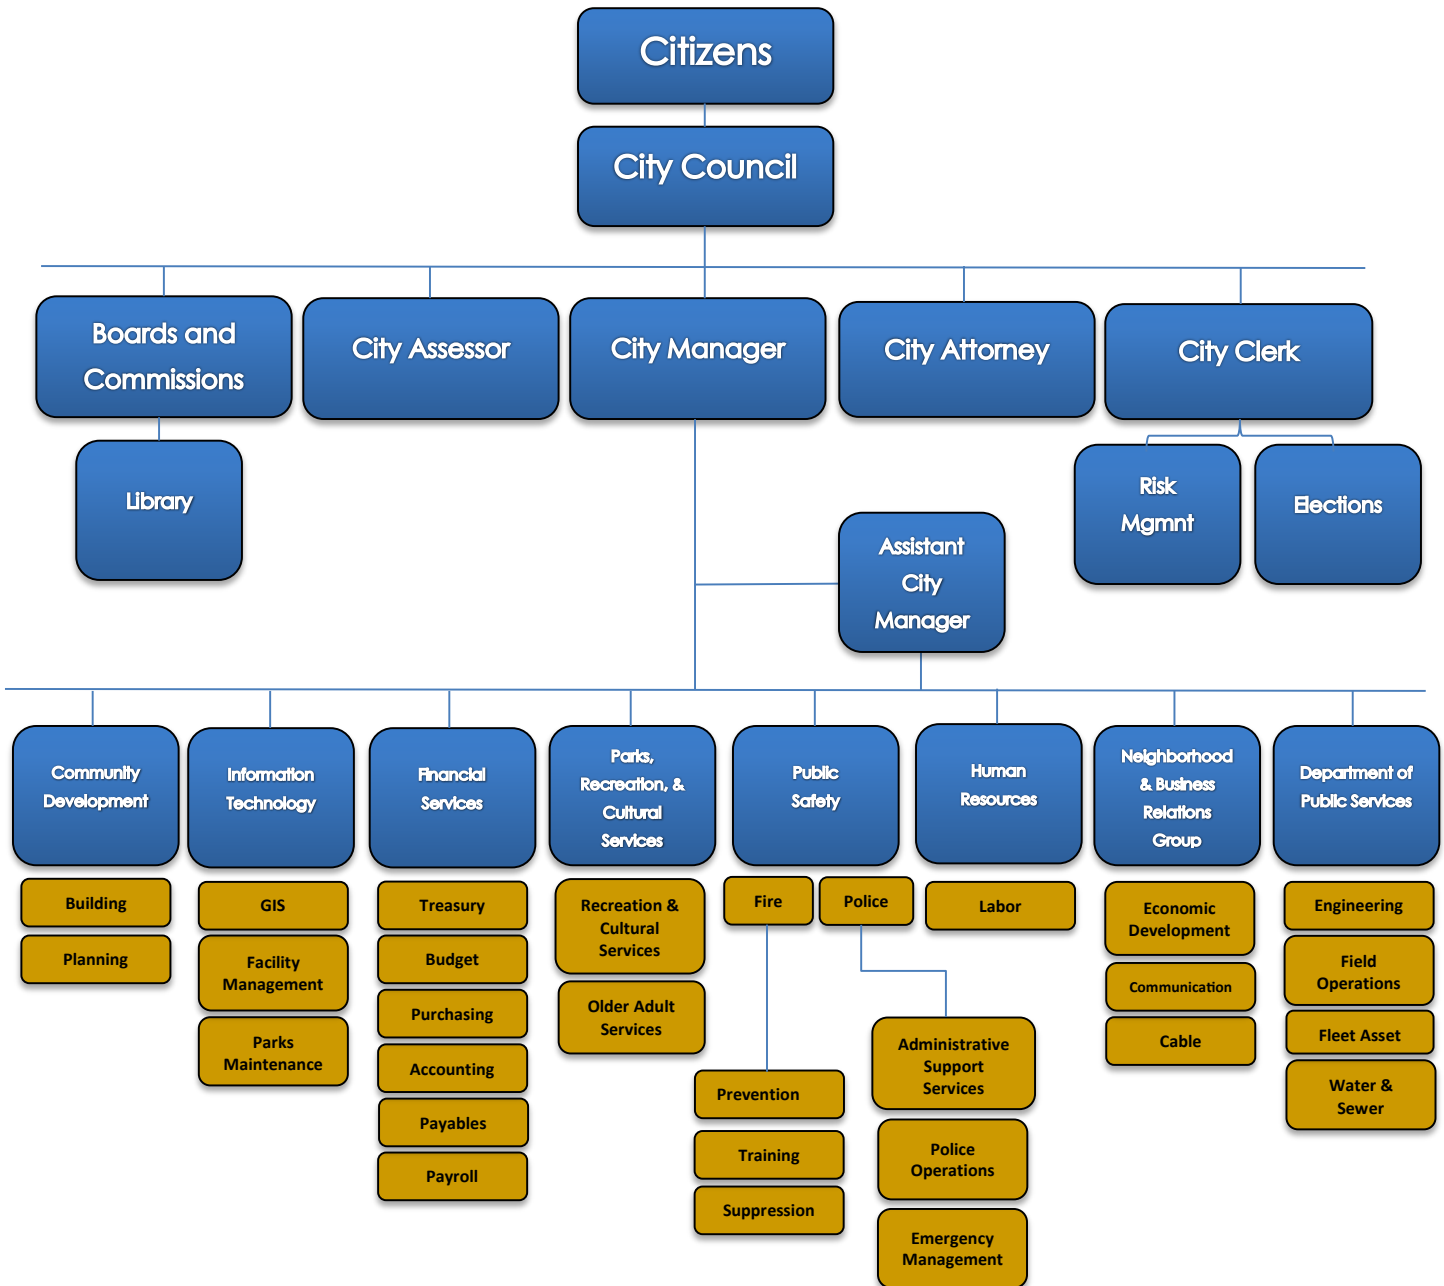 Citizens
City Council
Boards and
Commissions
City Assessor
City Manager
City Attorney
City Clerk
Library
Risk
Mgmnt
Elections
Assistant
City
Manager
Community
Development
Information
Technology
Financial
Services
Parks,
Recreation, &
Cultural
Services
Public
Safety
Human
Resources
Neighborhood
& Business
Relations
Group
Department of
Public Services
Building
Planning
GIS
Facility
Management
Parks
Maintenance
Treasury
Budget
Purchasing
Accounting
Payables
Payroll
Recreation &
Cultural
Services
Older Adult
Services
Fire
Police
Prevention
Training
Suppression
Administrative
Support
Services
Police
Operations
Emergency
Management
Labor
Economic
Development
Communication
Cable
Engineering
Field
Operations
Fleet Asset
Water &
Sewer